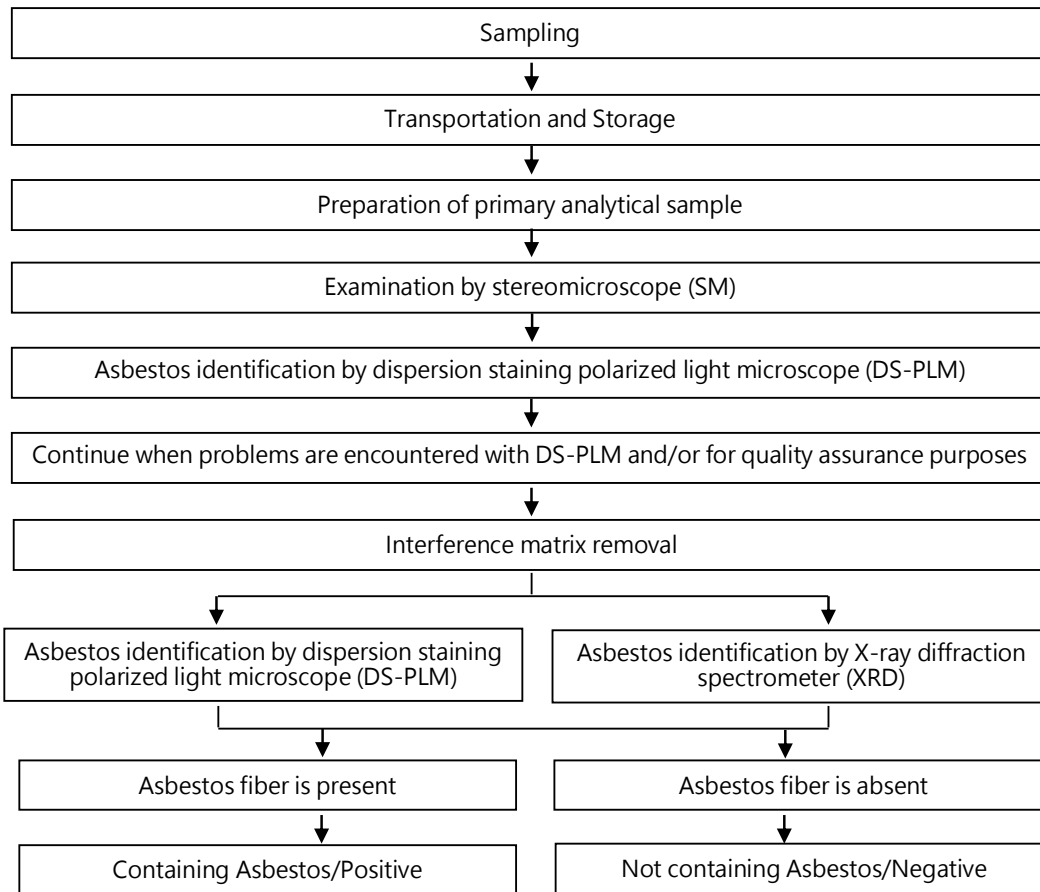 Sampling
Transportation and Storage
Preparation of primary analytical sample
Examination by stereomicroscope (SM)
Asbestos identification by dispersion staining polarized light microscope (DS-PLM)
Continue when problems are encountered with DS-PLM and/or for quality assurance purposes
Interference matrix removal
Asbestos identification by dispersion staining
polarized light microscope (DS-PLM)
Asbestos identification by X-ray diffraction
spectrometer (XRD)
Asbestos fiber is present
Asbestos fiber is absent
Containing Asbestos/Positive
Not containing Asbestos/Negative